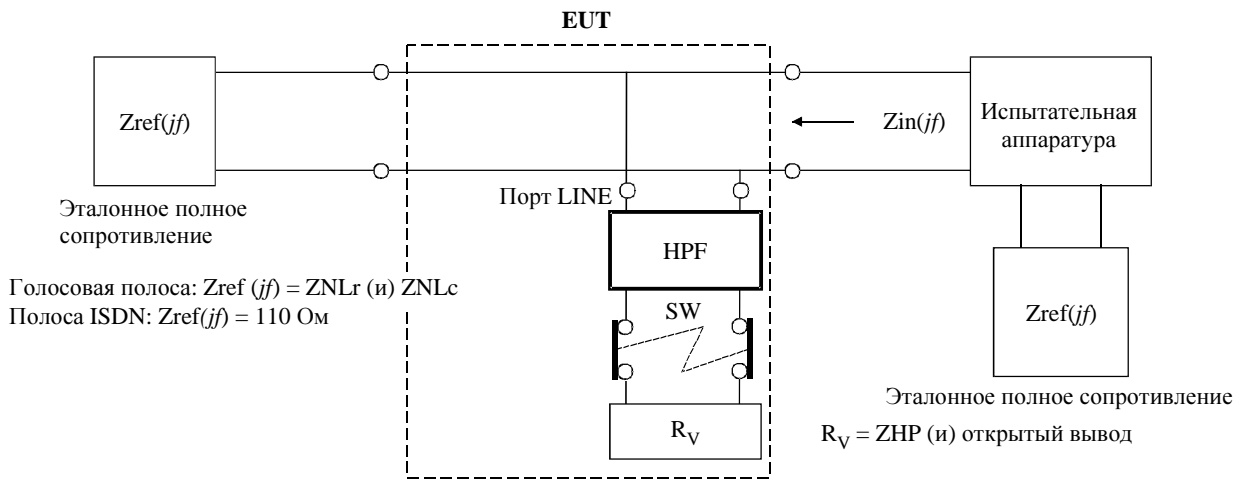 EUT
Zref(jf)
Zin(jf)
Испытательная
аппаратура
Порт LINE
Эталонное полное
сопротивление
HPF
Голосовая полоса: Zref (jf) = ZNLr (и) ZNLc
Полоса ISDN: Zref(jf) = 110 Ом
SW
Zref(jf)
Эталонное полное сопротивление
RV
RV = ZHP (и) открытый вывод